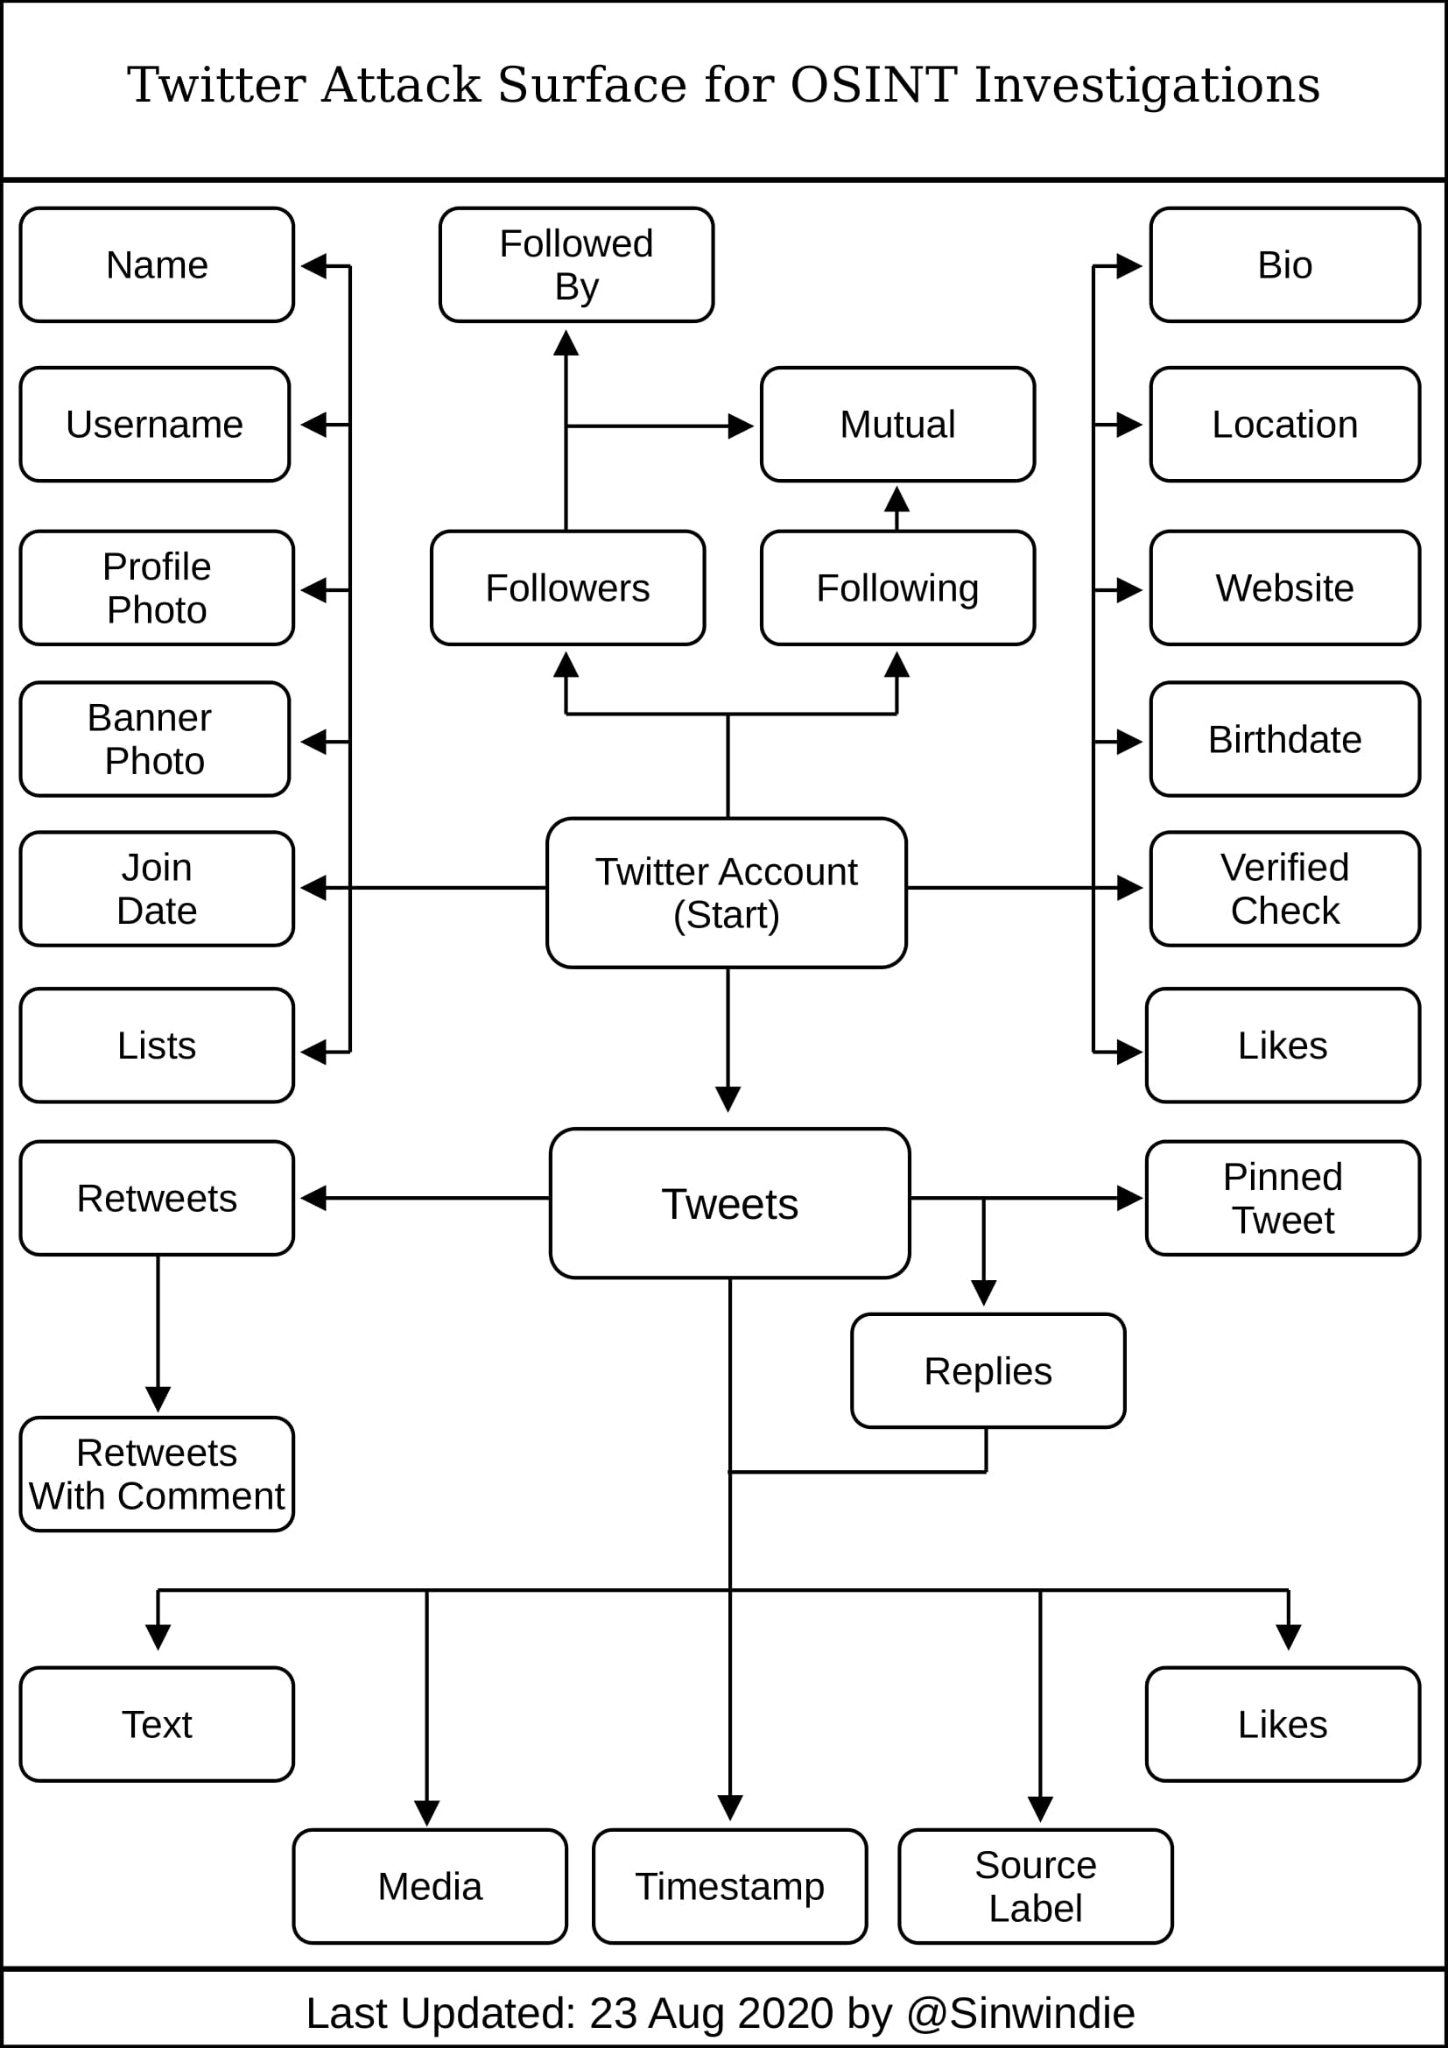 Twitter Attack Surface for OSINT Investigations
Name
Followed
By
Bio
Username
Mutual
Location
Profile
Photo
Followers
Following
Website
Banner
Photo
Birthdate
Join
Date
Twitter Account
(Start)
Verified
Check
Lists
Likes
Retweets
Tweets
Pinned
Tweet
Replies
Retweets
With Comment
Text
Likes
Media
Timestamp
Source
Label
Last Updated: 23 Aug 2020 by @Sinwindie